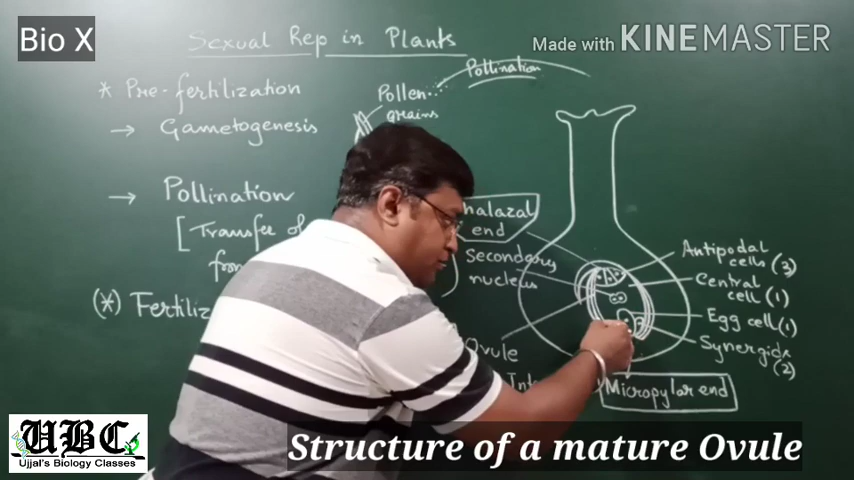 Bio X
Made with KINEMASTER
Sexual Rep in Plants
* Pre-fertilization
→ Gametogenesis
→ Pollination
[Transfer of
from
(*)
Pollen
grains
Pollination
end
Secondary
nucleus
Ovule
Antipodal
cells (3)
Central
cell (1)
Egg cell (1)
Synergids
(2)
Micropylar end
UBC
Ujjal's Biology Classes
Structure of a mature Ovule